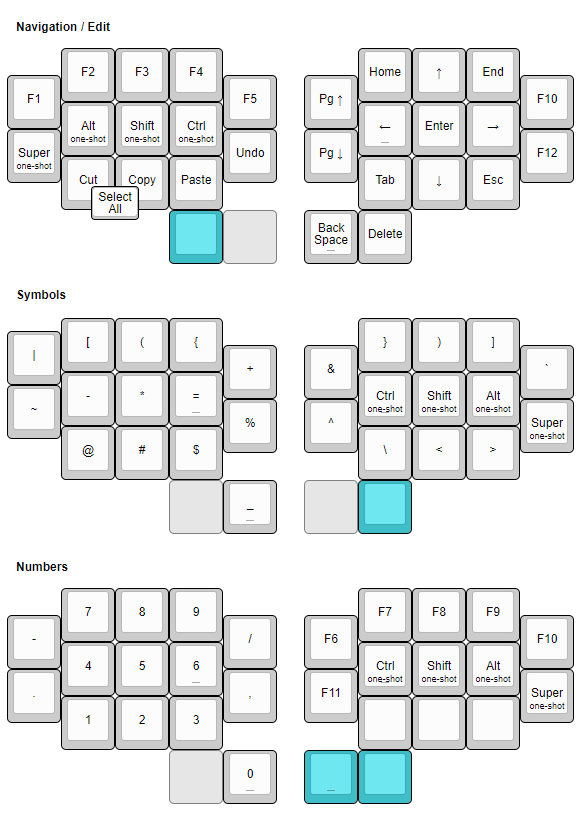 Navigation / Edit
F2 F3 F4 Home ↑ End
F1 F5 Pg ↑ F10
Alt Shift Ctrl ← Enter →
one-shot one-shot one-shot _
Super Undo Pg ↓ F12
one-shot
Cut Copy Paste Tab ↓ Esc
Select
All
Back Delete
Space
_
Symbols
[ ( { } ) ]
| + & `
- * = Ctrl Shift Alt
_ one-shot one-shot one-shot
~ % ^ Super
one-shot
@ # $ \ < >
_
_
Numbers
7 8 9 F7 F8 F9
- / F6 F10
4 5 6 Ctrl Shift Alt
_ one-shot one-shot one-shot
. , F11 Super
one-shot
1 2 3
0
_ _